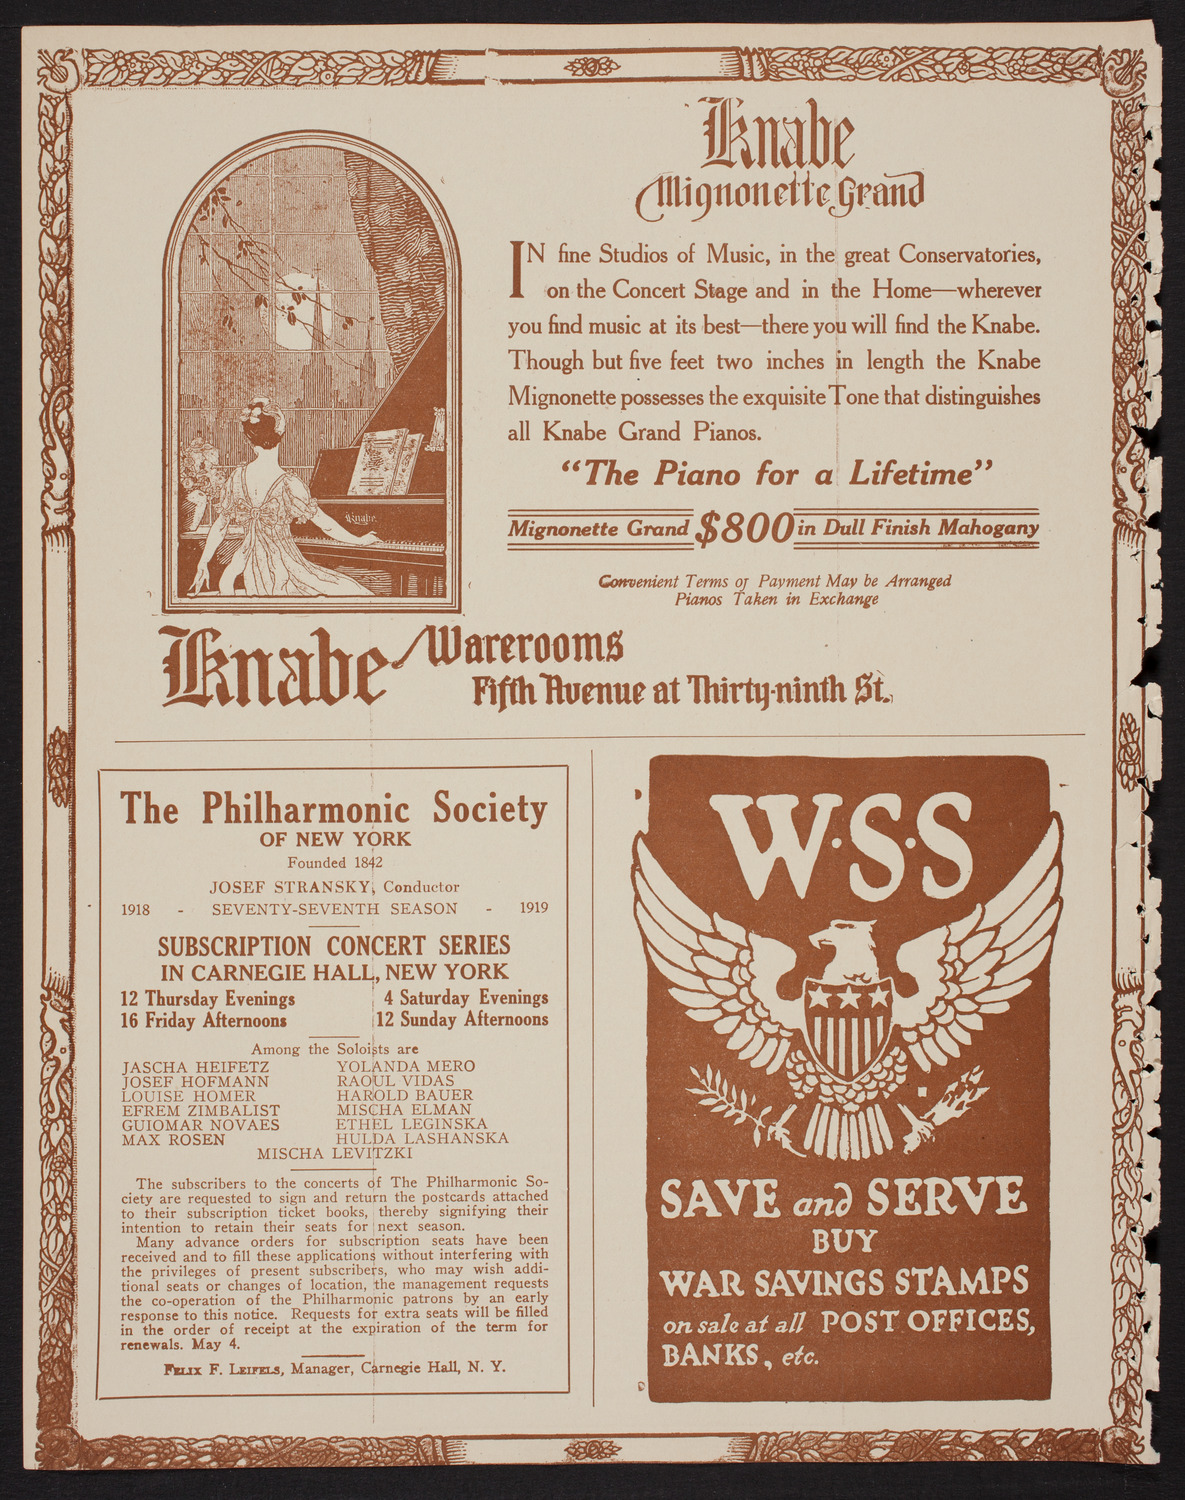 Knabe
Mignonette Grand
IN fine Studios of Music, in the great Conservatories,
on the Concert Stage and in the Home—wherever
you find music at its best—there you will find the Knabe.
Though but five feet two inches in length the Knabe
Mignonette possesses the exquisite Tone that distinguishes
all Knabe Grand Pianos.
"The Piano for a Lifetime"
Mignonette Grand $800 in Dull Finish Mahogany
Convenient Terms of Payment May be Arranged
Pianos Taken in Exchange
Knabe
Knabe Warerooms
Fifth Avenue at Thirty-ninth St.
The Philharmonic Society
OF NEW YORK
Founded 1842
JOSEF STRANSKY, Conductor
1918 - SEVENTY-SEVENTH SEASON - 1919
SUBSCRIPTION CONCERT SERIES
IN CARNEGIE HALL, NEW YORK
12 Thursday Evenings 4 Saturday Evenings
16 Friday Afternoons 12 Sunday Afternoons
Among the Soloists are
JASCHA HEIFETZ YOLANDA MERO
JOSEF HOFMANN RAOUL VIDAS
LOUISE HOMER HAROLD BAUER
EFREM ZIMBALIST MISCHA ELMAN
GUIOMAR NOVAES ETHEL LEGINSKA
MAX ROSEN HULDA LASHANSKA
MISCHA LEVITZKI
The subscribers to the concerts of The Philharmonic So-
ciety are requested to sign and return the postcards attached
to their subscription ticket books, thereby signifying their
intention to retain their seats for next season.
Many advance orders for subscription seats have been
received and to fill these applications without interfering with
the privileges of present subscribers, who may wish addi-
tional seats or changes of location, the management requests
the co-operation of the Philharmonic patrons by an early
response to this notice. Requests for extra seats will be filled
in the order of receipt at the expiration of the term for
renewals. May 4.
FELIX F. LEIFELS, Manager, Carnegie Hall, N. Y.
W·S·S
SAVE and SERVE
BUY
WAR SAVINGS STAMPS
on sale at all POST OFFICES,
BANKS, etc.